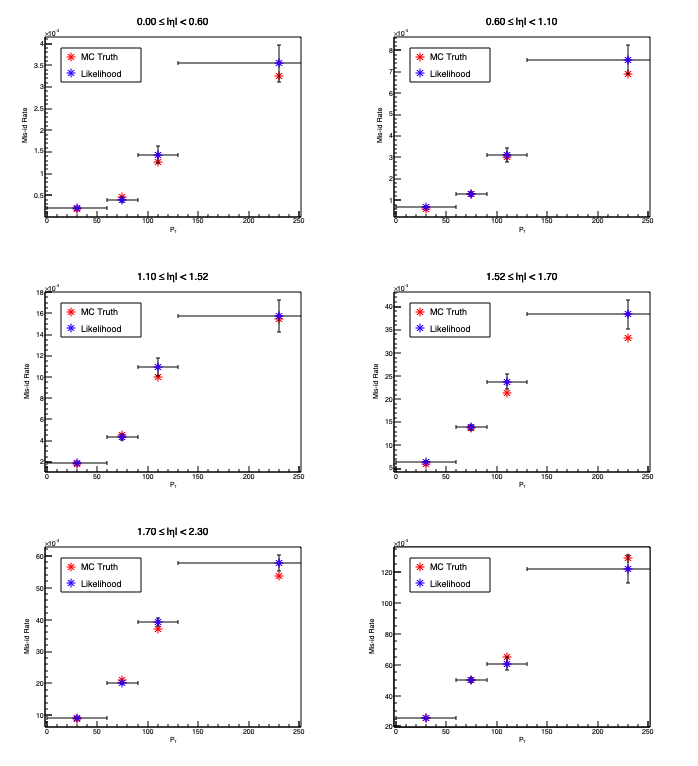 0.00 ≤ |η| < 0.60
×10⁻³
4
3.5
3
2.5
2
1.5
1
0.5
Mis-id Rate
MC Truth
Likelihood
0 50 100 150 200 250
P_T
0.60 ≤ |η| < 1.10
×10⁻³
8
7
6
5
4
3
2
1
Mis-id Rate
MC Truth
Likelihood
0 50 100 150 200 250
P_T
1.10 ≤ |η| < 1.52
×10⁻³
18
16
14
12
10
8
6
4
2
Mis-id Rate
MC Truth
Likelihood
0 50 100 150 200 250
P_T
1.52 ≤ |η| < 1.70
×10⁻³
40
35
30
25
20
15
10
5
Mis-id Rate
MC Truth
Likelihood
0 50 100 150 200 250
P_T
1.70 ≤ |η| < 2.30
×10⁻³
60
50
40
30
20
10
Mis-id Rate
MC Truth
Likelihood
0 50 100 150 200 250
P_T
×10⁻³
120
100
80
60
40
20
Mis-id Rate
MC Truth
Likelihood
0 50 100 150 200 250
P_T